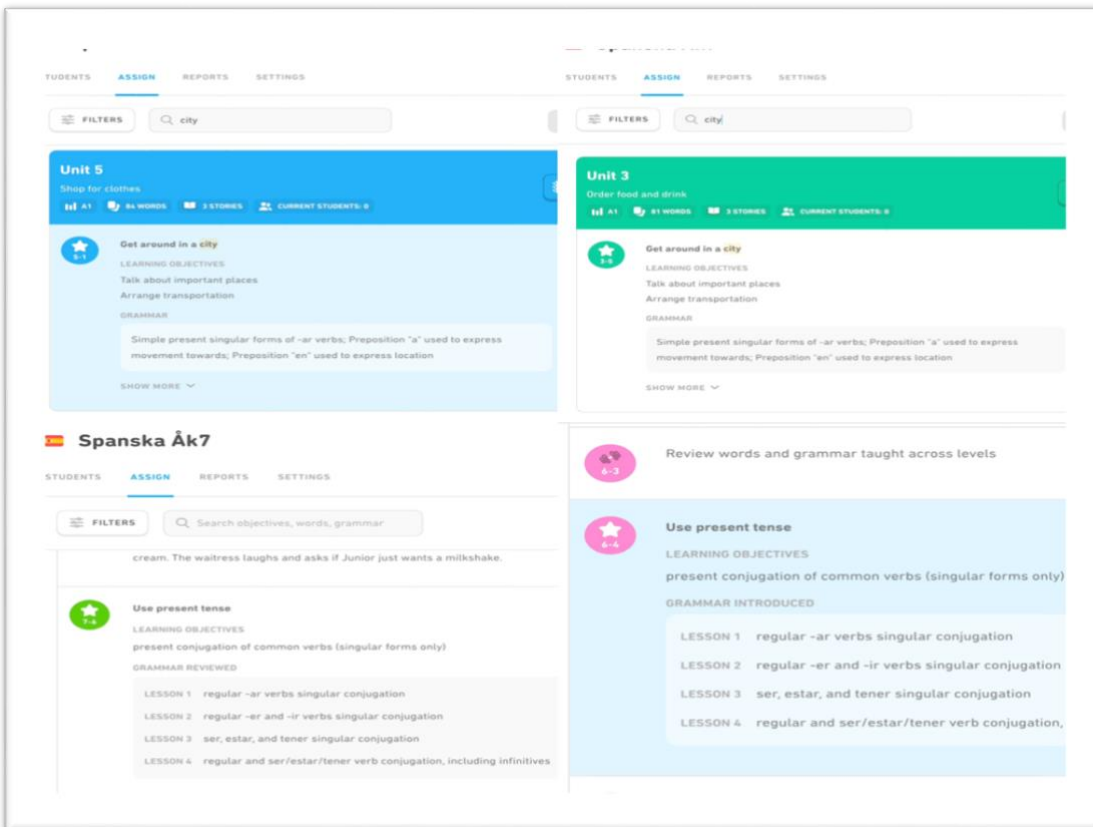 TUDENTS ASSIGN REPORTS SETTINGS
FILTERS city
Unit 5
Shop for clothes
A1 84 WORDS 2 STORIES CURRENT STUDENTS: 0
5-1
Get around in a city
LEARNING OBJECTIVES
Talk about important places
Arrange transportation
GRAMMAR
Simple present singular forms of -ar verbs; Preposition "a" used to express
movement towards; Preposition "en" used to express location
SHOW MORE
STUDENTS ASSIGN REPORTS SETTINGS
FILTERS city
Unit 3
Order food and drink
A1 81 WORDS 2 STORIES CURRENT STUDENTS: 0
3-5
Get around in a city
LEARNING OBJECTIVES
Talk about important places
Arrange transportation
GRAMMAR
Simple present singular forms of -ar verbs; Preposition "a" used to express
movement towards; Preposition "en" used to express location
SHOW MORE
Spanska Åk7
STUDENTS ASSIGN REPORTS SETTINGS
FILTERS Search objectives, words, grammar
cream. The waitress laughs and asks if Junior just wants a milkshake.
7-4
Use present tense
LEARNING OBJECTIVES
present conjugation of common verbs (singular forms only)
GRAMMAR REVIEWED
LESSON 1 regular -ar verbs singular conjugation
LESSON 2 regular -er and -ir verbs singular conjugation
LESSON 3 ser, estar, and tener singular conjugation
LESSON 4 regular and ser/estar/tener verb conjugation, including infinitives
6-3
Review words and grammar taught across levels
6-4
Use present tense
LEARNING OBJECTIVES
present conjugation of common verbs (singular forms only)
GRAMMAR INTRODUCED
LESSON 1 regular -ar verbs singular conjugation
LESSON 2 regular -er and -ir verbs singular conjugation
LESSON 3 ser, estar, and tener singular conjugation
LESSON 4 regular and ser/estar/tener verb conjugation,